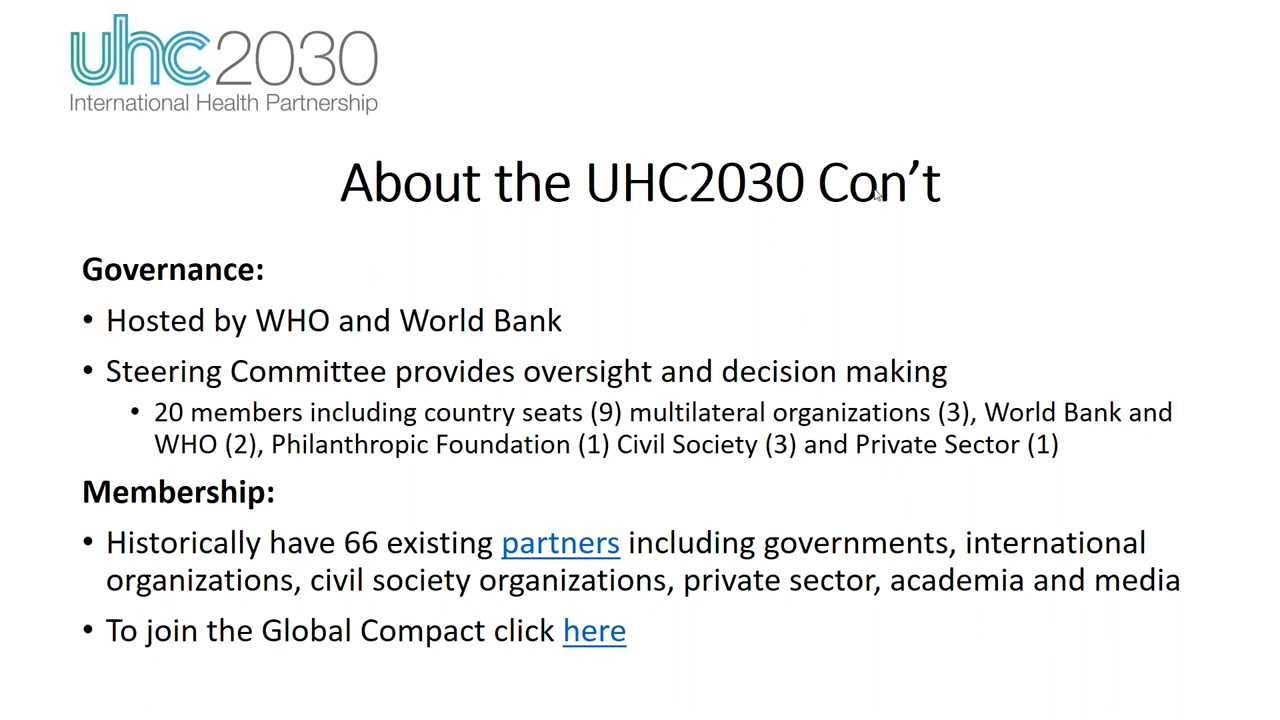 uhc2030
International Health Partnership
About the UHC2030 Con’t
Governance:
• Hosted by WHO and World Bank
• Steering Committee provides oversight and decision making
• 20 members including country seats (9) multilateral organizations (3), World Bank and
WHO (2), Philanthropic Foundation (1) Civil Society (3) and Private Sector (1)
Membership:
• Historically have 66 existing partners including governments, international
organizations, civil society organizations, private sector, academia and media
• To join the Global Compact click here